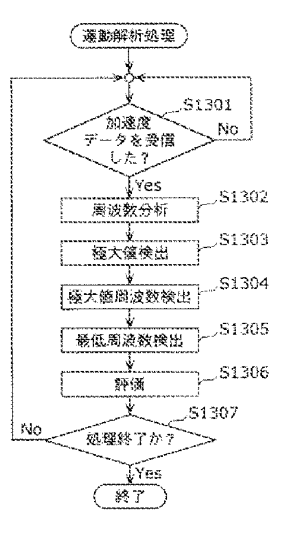 運動解析処理
S1301
加速度
データを受信
した？
No
Yes
S1302
周波数分析
S1303
極大値検出
S1304
極大値周波数検出
S1305
最低周波数検出
S1306
評価
S1307
No
処理終了か？
Yes
終了